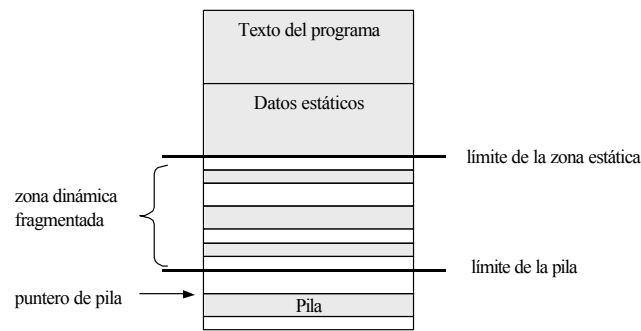 Texto del programa
Datos estáticos
límite de la zona estática
zona dinámica
fragmentada
límite de la pila
puntero de pila
Pila